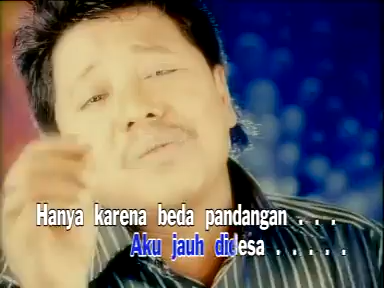 Hanya karena beda pandangan . . .
Aku jauh didesa . . . . .